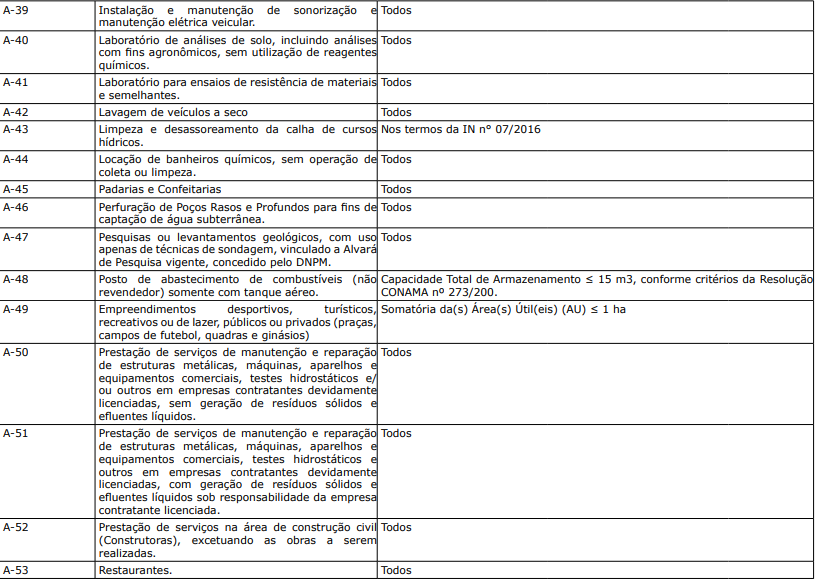 A-39 Instalação e manutenção de sonorização e Todos
manutenção elétrica veicular.
A-40 Laboratório de análises de solo, incluindo análises Todos
com fins agronômicos, sem utilização de reagentes
químicos.
A-41 Laboratório para ensaios de resistência de materiais Todos
e semelhantes.
A-42 Lavagem de veículos a seco Todos
A-43 Limpeza e desassoreamento da calha de cursos Nos termos da IN n° 07/2016
hídricos.
A-44 Locação de banheiros químicos, sem operação de Todos
coleta ou limpeza.
A-45 Padarias e Confeitarias Todos
A-46 Perfuração de Poços Rasos e Profundos para fins de Todos
captação de água subterrânea.
A-47 Pesquisas ou levantamentos geológicos, com uso Todos
apenas de técnicas de sondagem, vinculado a Alvará
de Pesquisa vigente, concedido pelo DNPM.
A-48 Posto de abastecimento de combustíveis (não Capacidade Total de Armazenamento ≤ 15 m3, conforme critérios da Resolução
revendedor) somente com tanque aéreo. CONAMA nº 273/200.
A-49 Empreendimentos desportivos, turísticos, Somatória da(s) Área(s) Útil(eis) (AU) ≤ 1 ha
recreativos ou de lazer, públicos ou privados (praças,
campos de futebol, quadras e ginásios)
A-50 Prestação de serviços de manutenção e reparação Todos
de estruturas metálicas, máquinas, aparelhos e
equipamentos comerciais, testes hidrostáticos e/
ou outros em empresas contratantes devidamente
licenciadas, sem geração de resíduos sólidos e
efluentes líquidos.
A-51 Prestação de serviços de manutenção e reparação Todos
de estruturas metálicas, máquinas, aparelhos e
equipamentos comerciais, testes hidrostáticos e
outros em empresas contratantes devidamente
licenciadas, com geração de resíduos sólidos e
efluentes líquidos sob responsabilidade da empresa
contratante licenciada.
A-52 Prestação de serviços na área de construção civil Todos
(Construtoras), excetuando as obras a serem
realizadas.
A-53 Restaurantes. Todos